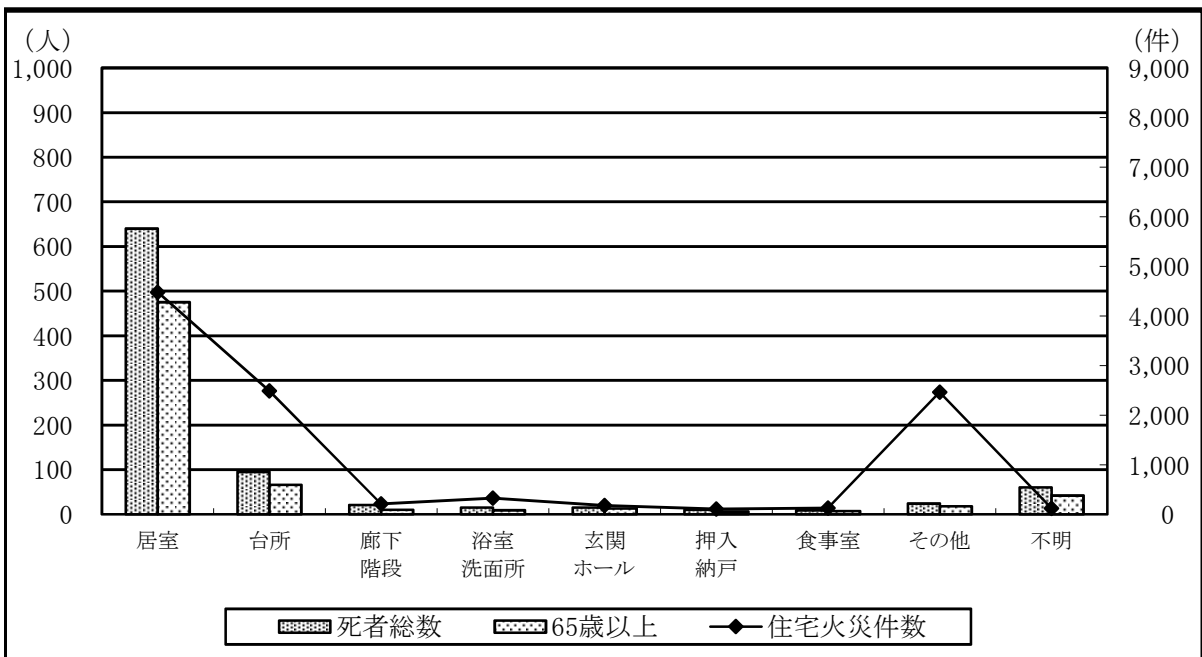 （人）
（件）
1,000
900
800
700
600
500
400
300
200
100
0
9,000
8,000
7,000
6,000
5,000
4,000
3,000
2,000
1,000
0
居室
台所
廊下
階段
浴室
洗面所
玄関
ホール
押入
納戸
食事室
その他
不明
死者総数 65歳以上 住宅火災件数